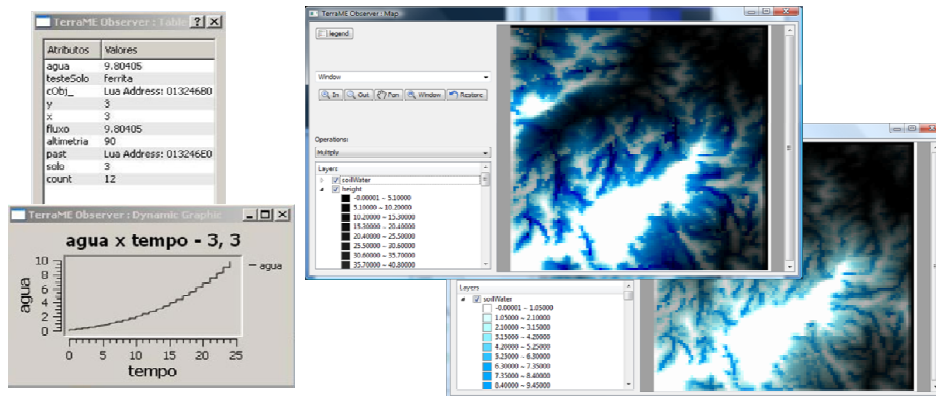 TerraME Observer : Table
Atributos Valores
agua 9.80405
testeSolo ferrita
cObj_ Lua Address: 01324680
y 3
x 3
fluxo 9.80405
altimetria 90
past Lua Address: 013246E0
solo 3
count 12
TerraME Observer : Dynamic Graphic
agua x tempo - 3, 3
agua
10
8
6
4
2
0
agua
0 5 10 15 20 25
tempo
TerraME Observer : Map
legend
Window
In Out Pan Window Restore
Operations:
Multiply
Layers
soilWater
height
-0.00001 ~ 5.10000
5.10000 ~ 10.20000
10.20000 ~ 15.30000
15.30000 ~ 20.40000
20.40000 ~ 25.50000
25.50000 ~ 30.60000
30.60000 ~ 35.70000
35.70000 ~ 40.80000
Layers
soilWater
-0.00001 ~ 1.05000
1.05000 ~ 2.10000
2.10000 ~ 3.15000
3.15000 ~ 4.20000
4.20000 ~ 5.25000
5.25000 ~ 6.30000
6.30000 ~ 7.35000
7.35000 ~ 8.40000
8.40000 ~ 9.45000